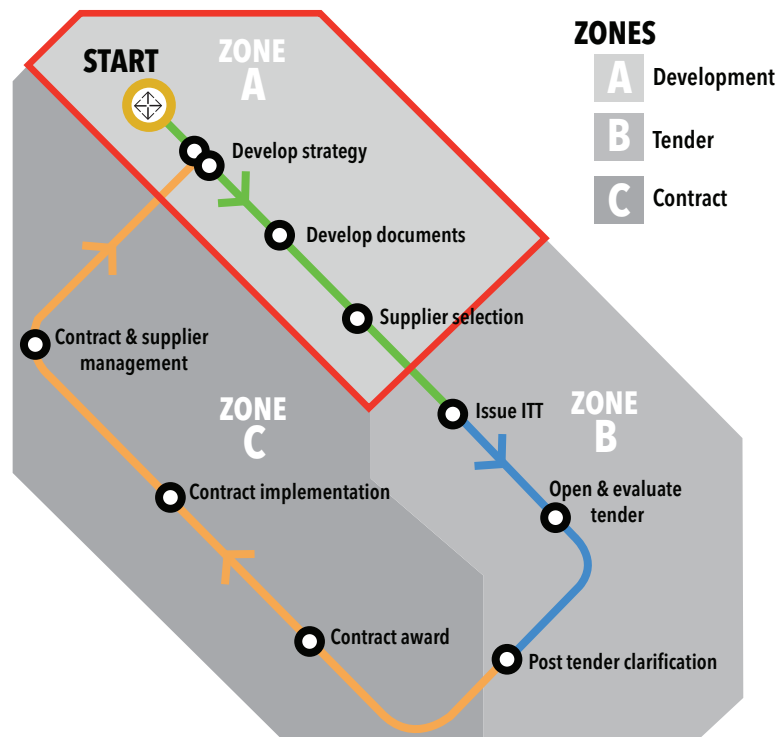 START
ZONE
A
Develop strategy
Develop documents
Supplier selection
ZONES
A Development
B Tender
C Contract
Issue ITT
ZONE
B
Open & evaluate
tender
Post tender clarification
Contract award
Contract implementation
ZONE
C
Contract & supplier
management